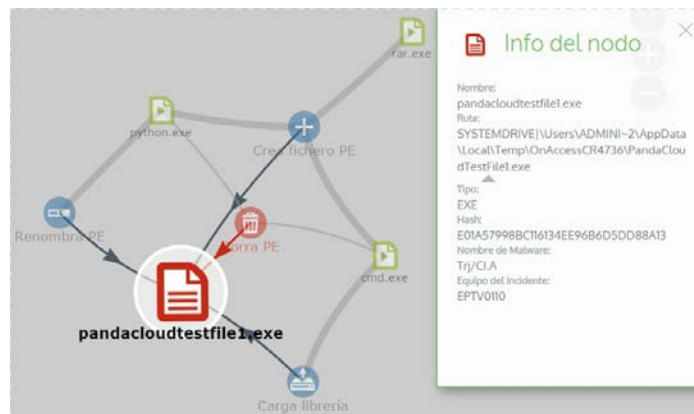 rar.exe
python.exe
Crea fichero PE
Renombra PE
Borra PE
cmd.exe
pandacloudtestfile1.exe
Carga librería
Info del nodo
Nombre:
pandacloudtestfile1.exe
Ruta:
SYSTEMDRIVE|\Users\ADMINI~2\AppData
\Local\Temp\OnAccessCR4736\PandaClou
dTestFile1.exe
Tipo:
EXE
Hash:
E01A57998BC116134EE96B6D5DD88A13
Nombre de Malware:
Trj/CI.A
Equipo del incidente:
EPTV0110